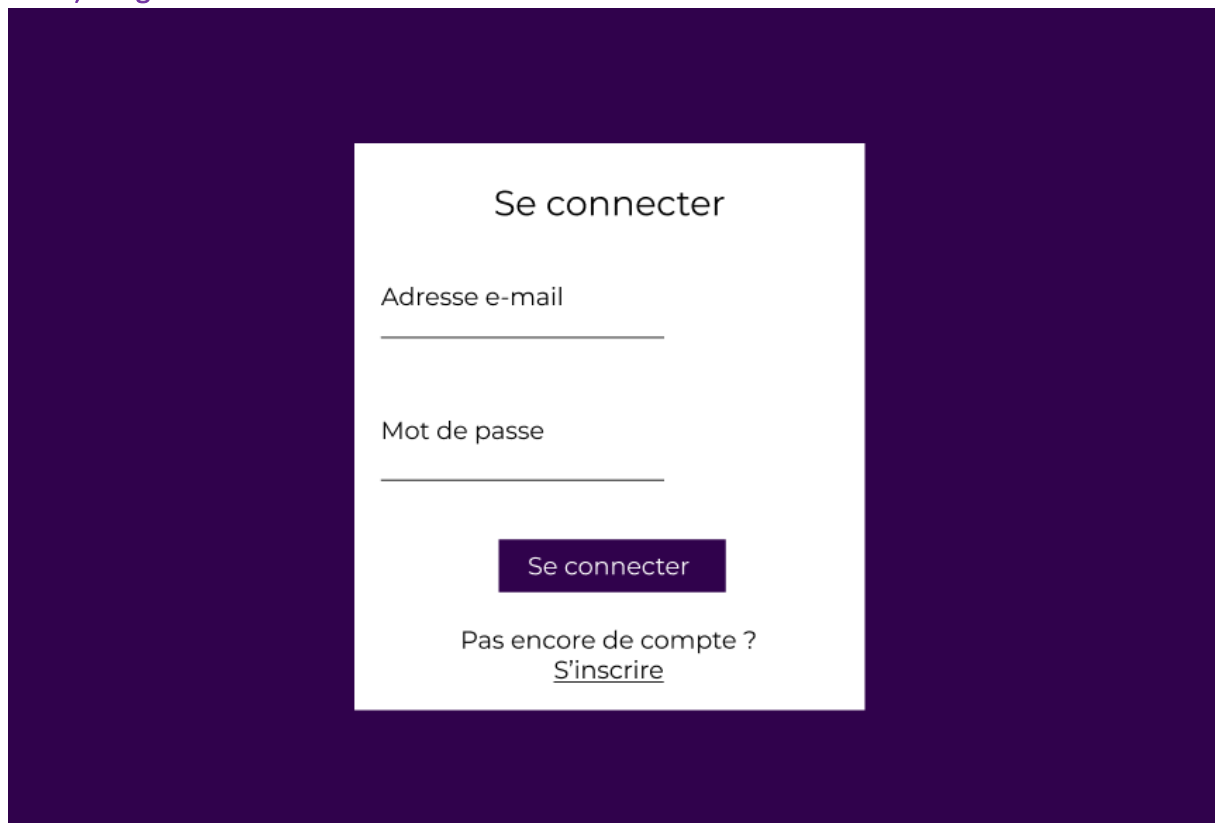 Se connecter
Adresse e-mail
Mot de passe
Se connecter
Pas encore de compte ?
S’inscrire